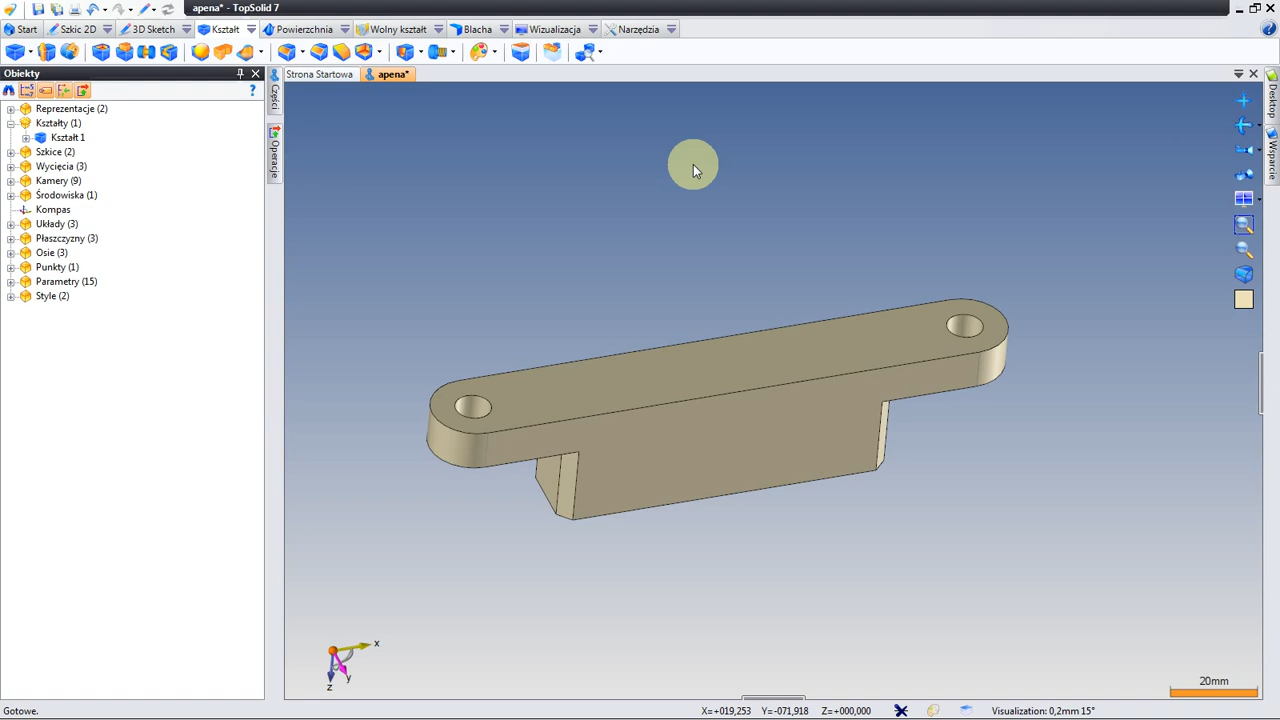 apena* - TopSolid 7
Start
Szkic 2D
3D Sketch
Kształt
Powierzchnia
Wolny kształt
Blacha
Wizualizacja
Narzędzia
Obiekty
Strona Startowa
apena*
Reprezentacje (2)
Kształty (1)
Kształt 1
Szkice (2)
Wycięcia (3)
Kamery (9)
Środowiska (1)
Kompas
Układy (3)
Płaszczyzny (3)
Osie (3)
Punkty (1)
Parametry (15)
Style (2)
Części
Operacje
Desktop
Wsparcie
x
y
z
20mm
Gotowe.
X=+019,253 Y=-071,918 Z=+000,000
Visualization: 0,2mm 15°